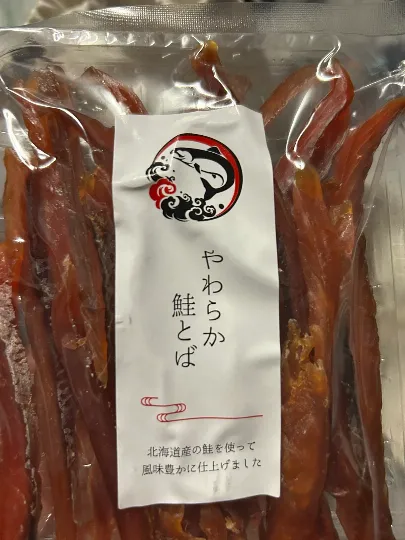 やわらか
鮭とば
北海道産の鮭を使って
風味豊かに仕上げました